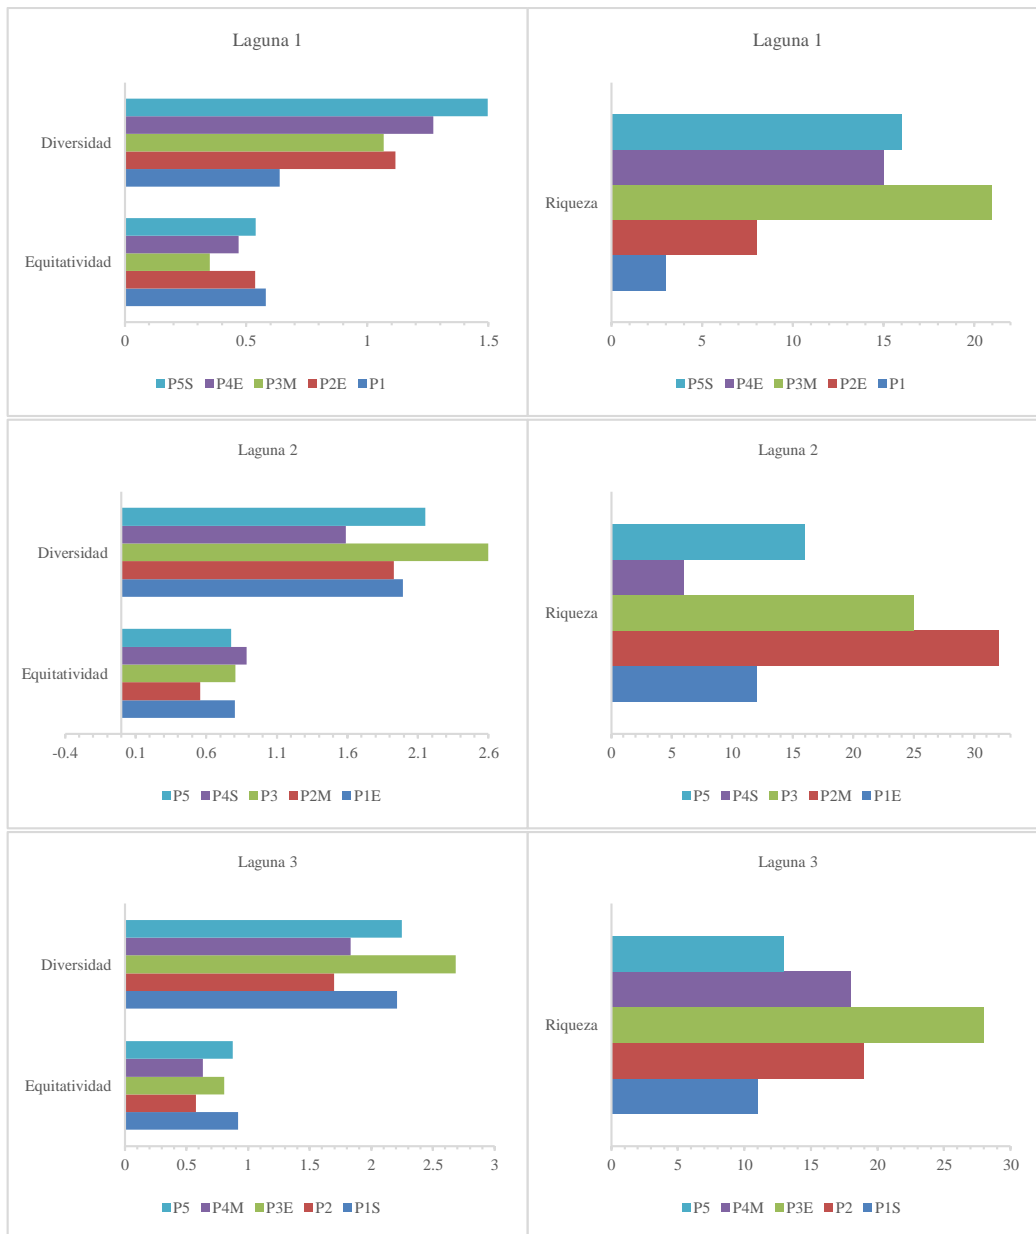 Laguna 1
Diversidad
Equitatividad
0 0.5 1 1.5
P5S P4E P3M P2E P1
Laguna 1
Riqueza
0 5 10 15 20
P5S P4E P3M P2E P1
Laguna 2
Diversidad
Equitatividad
-0.4 0.1 0.6 1.1 1.6 2.1 2.6
P5 P4S P3 P2M P1E
Laguna 2
Riqueza
0 5 10 15 20 25 30
P5 P4S P3 P2M P1E
Laguna 3
Diversidad
Equitatividad
0 0.5 1 1.5 2 2.5 3
P5 P4M P3E P2 P1S
Laguna 3
Riqueza
0 5 10 15 20 25 30
P5 P4M P3E P2 P1S